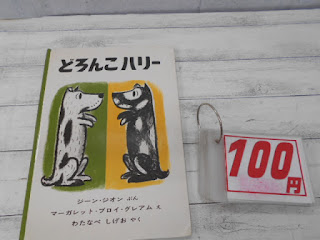 どろんこハリー
ジーン・ジオン ぶん
マーガレット・ブロイ・グレアム え
わたなべ しげお やく
100円